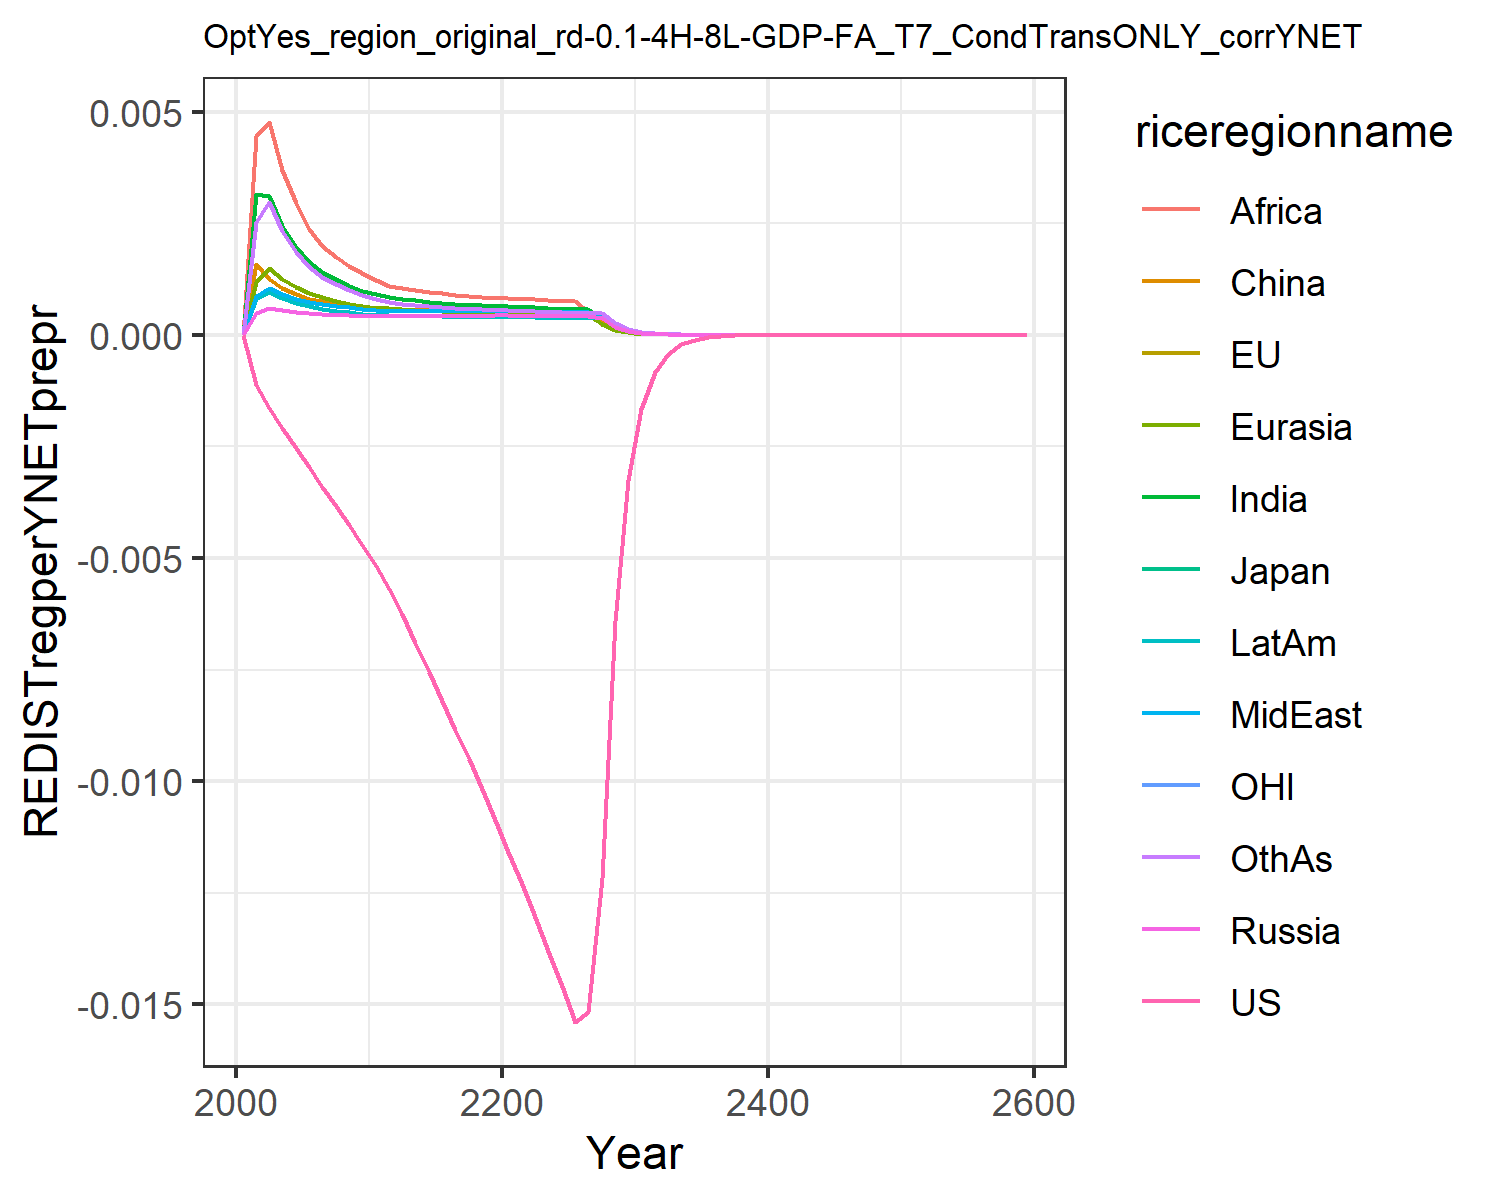 OptYes_region_original_rd-0.1-4H-8L-GDP-FA_T7_CondTransONLY_corrYNET
REDISTregperYNETprepr
0.005
0.000
-0.005
-0.010
-0.015
2000
2200
2400
2600
Year
riceregionname
Africa
China
EU
Eurasia
India
Japan
LatAm
MidEast
OHI
OthAs
Russia
US